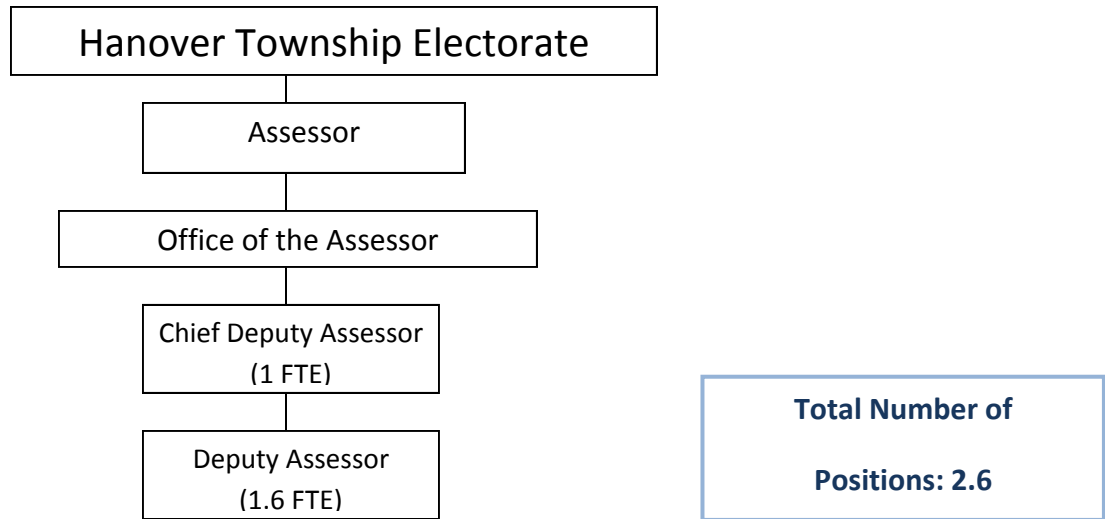 Hanover Township Electorate
Assessor
Office of the Assessor
Chief Deputy Assessor
(1 FTE)
Deputy Assessor
(1.6 FTE)
Total Number of
Positions: 2.6